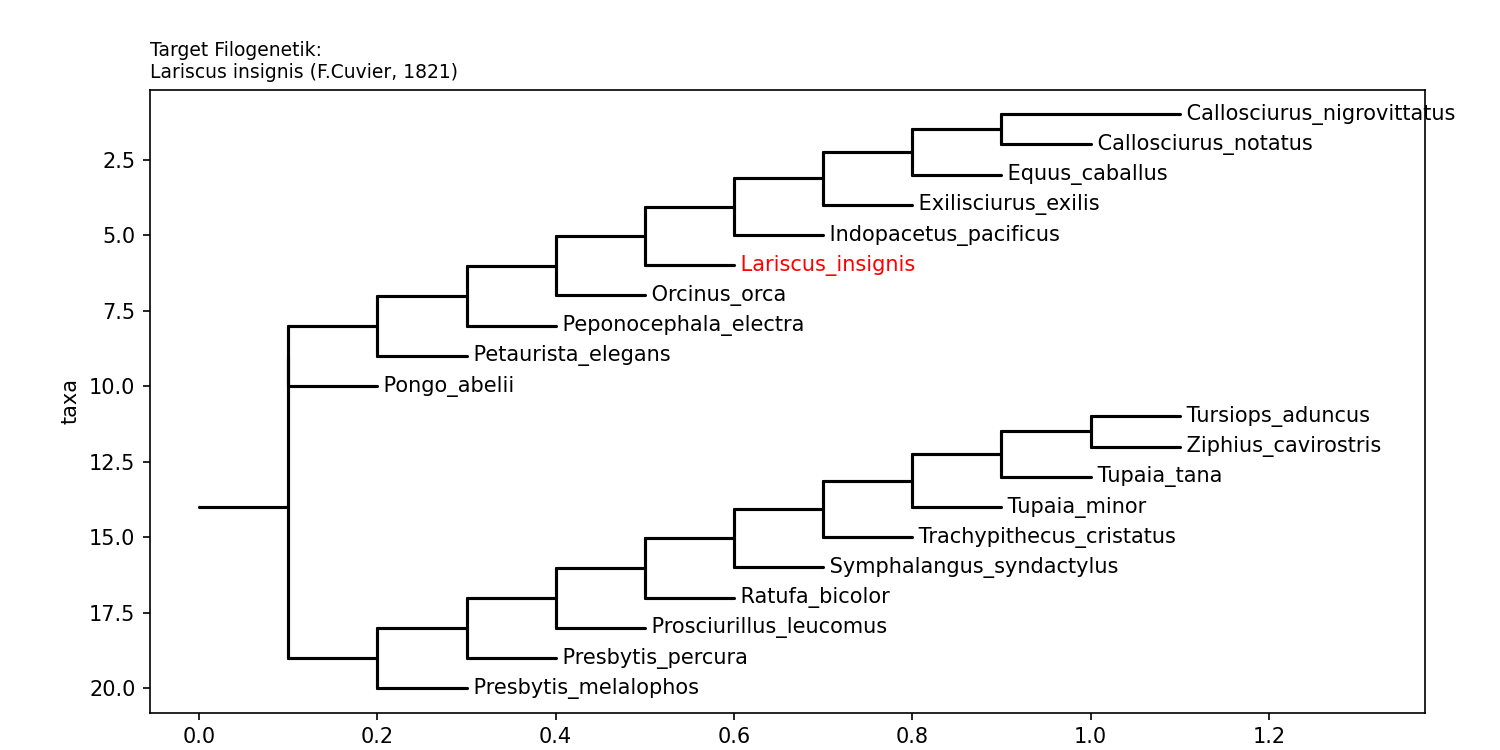 Target Filogenetik:
Lariscus insignis (F.Cuvier, 1821)
Callosciurus_nigrovittatus
Callosciurus_notatus
2.5
Equus_caballus
Exilisciurus_exilis
5.0
Indopacetus_pacificus
Lariscus_insignis
Orcinus_orca
7.5
Peponocephala_electra
Petaurista_elegans
taxa
10.0
Pongo_abelii
Tursiops_aduncus
Ziphius_cavirostris
12.5
Tupaia_tana
Tupaia_minor
15.0
Trachypithecus_cristatus
Symphalangus_syndactylus
Ratufa_bicolor
17.5
Prosciurillus_leucomus
Presbytis_percura
20.0
Presbytis_melalophos
0.0 0.2 0.4 0.6 0.8 1.0 1.2